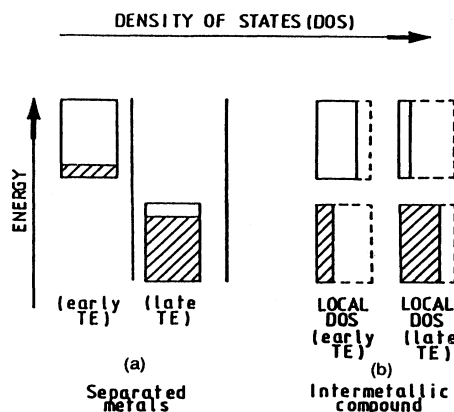 DENSITY OF STATES (DOS)
ENERGY
(early
TE)
(late
TE)
LOCAL
DOS
(early
TE)
LOCAL
DOS
(late
TE)
(a)
(b)
Separated
metals
Intermetallic
compound